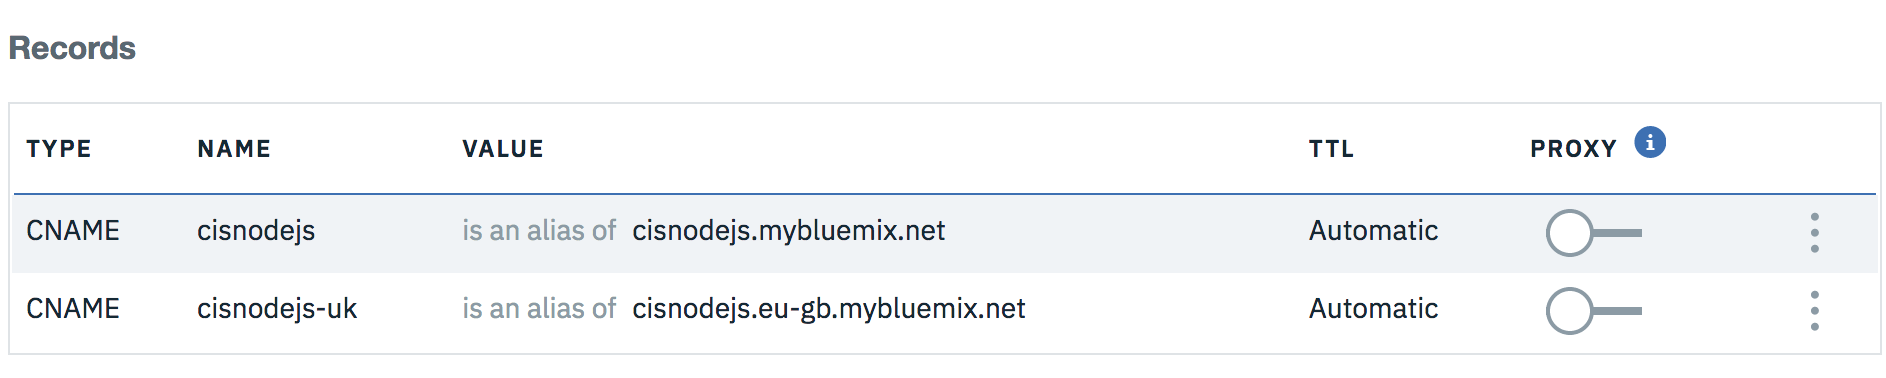 Records
TYPE NAME VALUE TTL PROXY i
CNAME cisnodejs is an alias of cisnodejs.mybluemix.net Automatic
CNAME cisnodejs-uk is an alias of cisnodejs.eu-gb.mybluemix.net Automatic